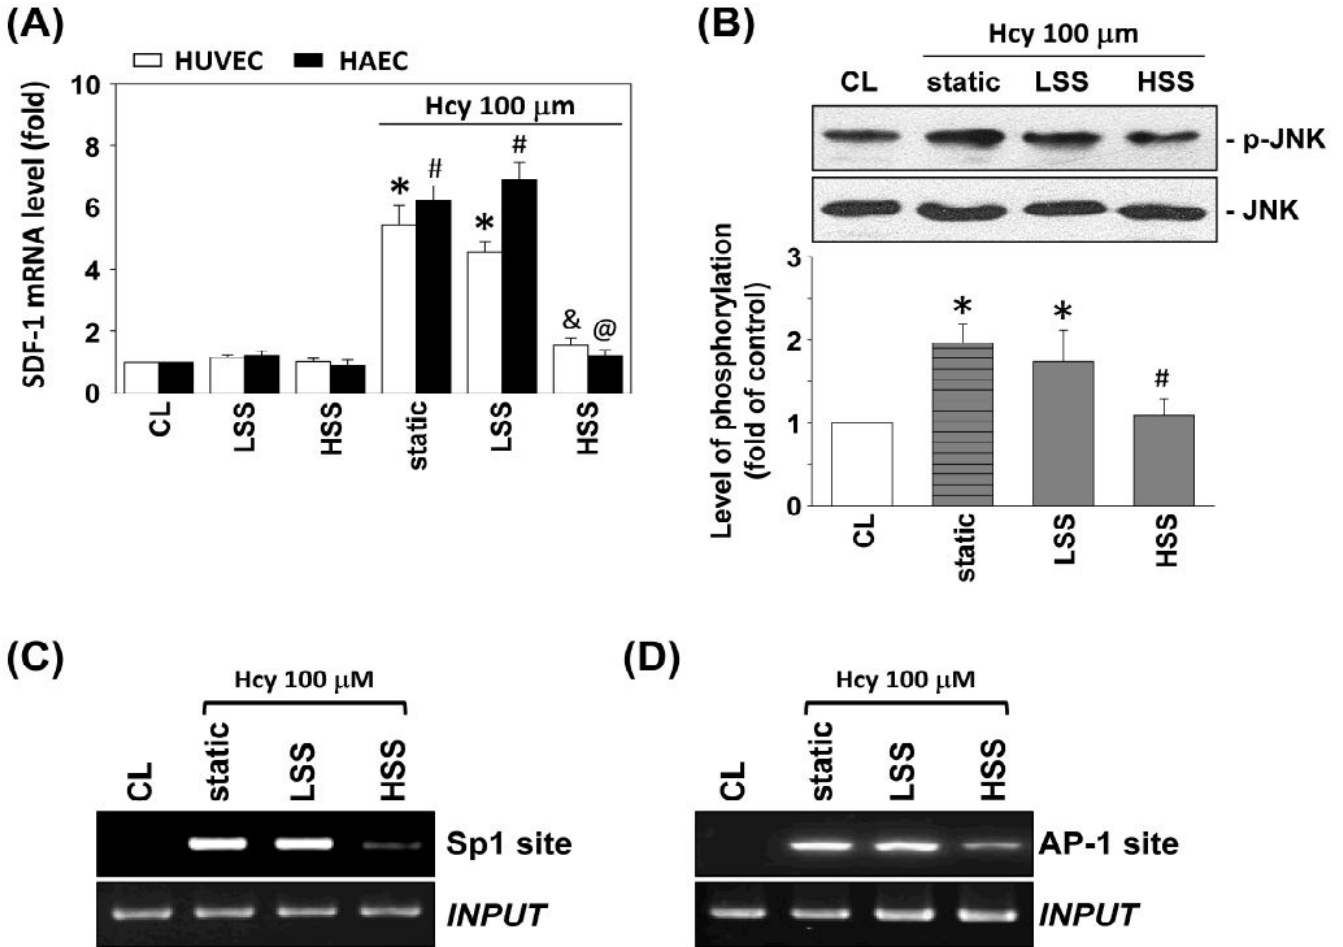 (A)
HUVEC HAEC
SDF-1 mRNA level (fold)
10
8
6
4
2
0
Hcy 100 μm
* # * # & @
CL LSS HSS static LSS HSS
(B)
Hcy 100 μm
CL static LSS HSS
- p-JNK
- JNK
Level of phosphorylation
(fold of control)
3
2
1
0
* * #
CL static LSS HSS
(C)
Hcy 100 μM
CL static LSS HSS
Sp1 site
INPUT
(D)
Hcy 100 μM
CL static LSS HSS
AP-1 site
INPUT